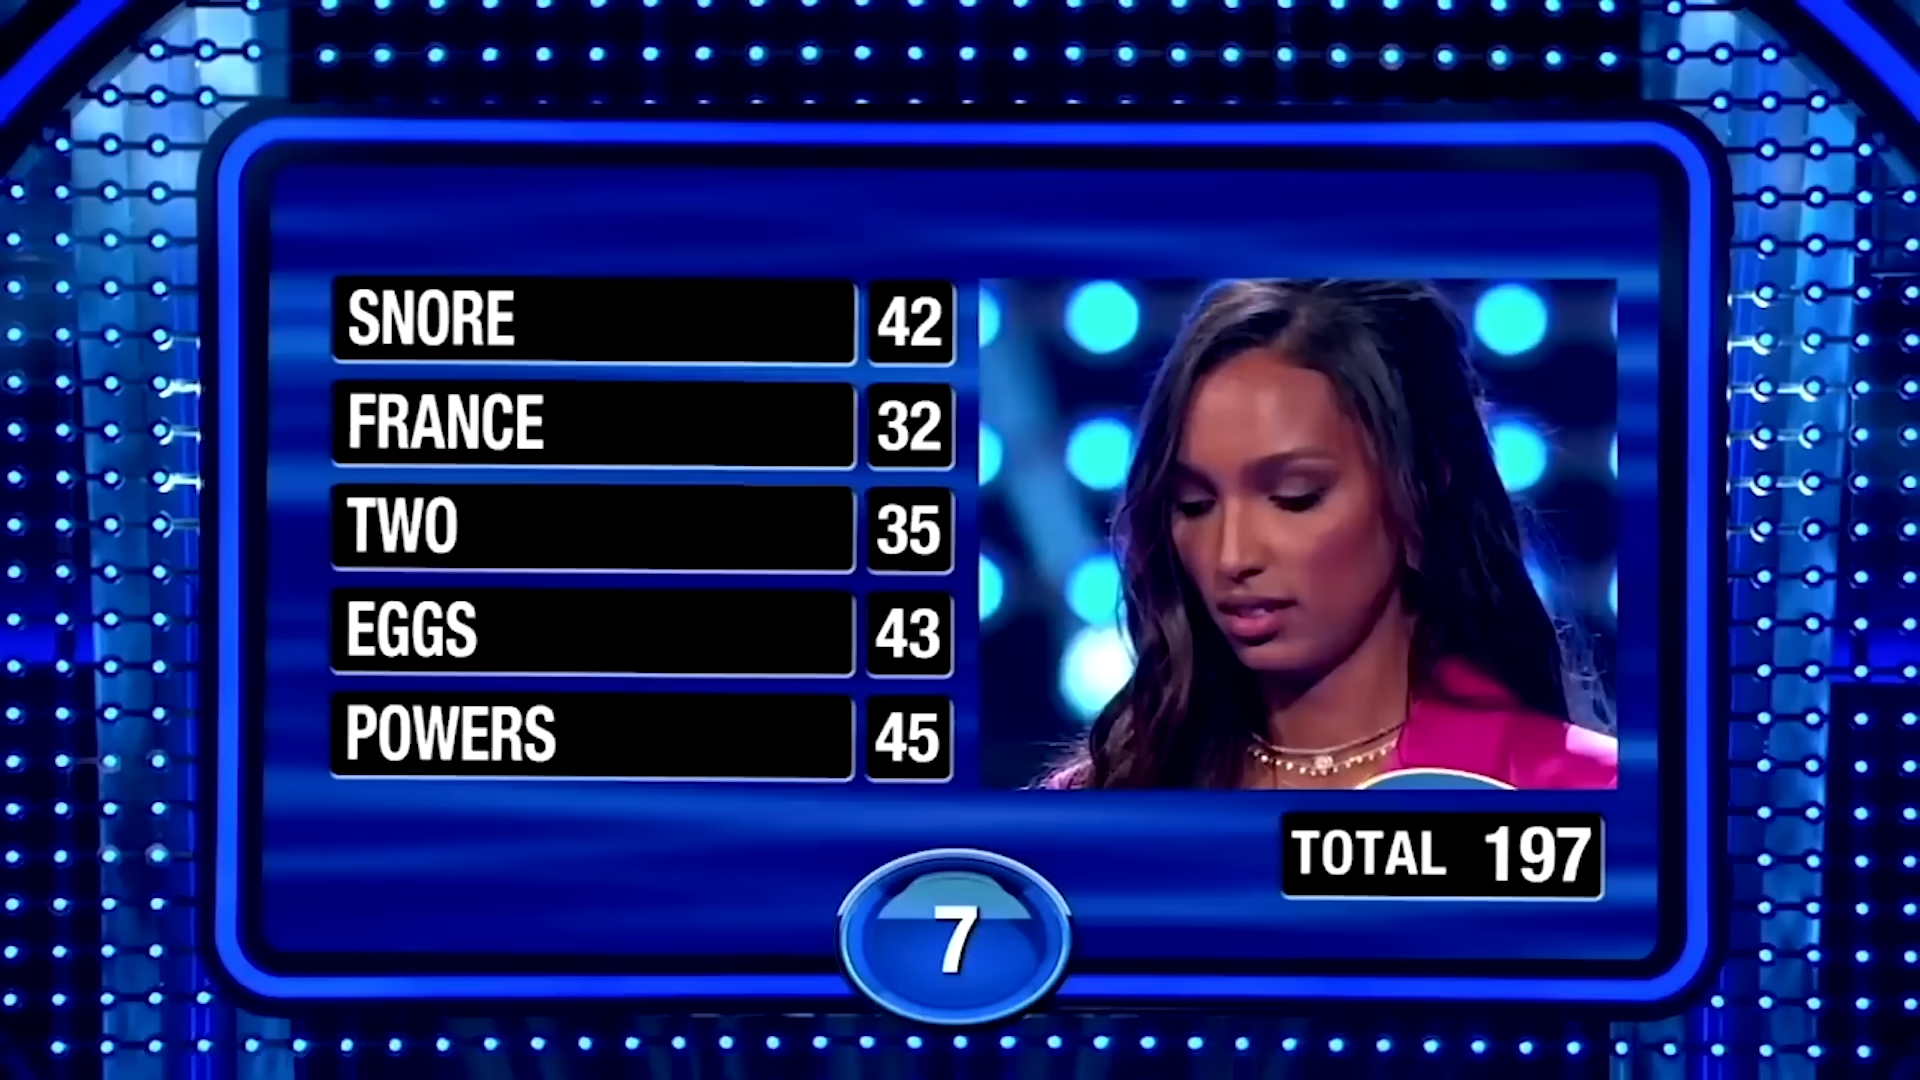 SNORE 42
FRANCE 32
TWO 35
EGGS 43
POWERS 45
TOTAL 197
7